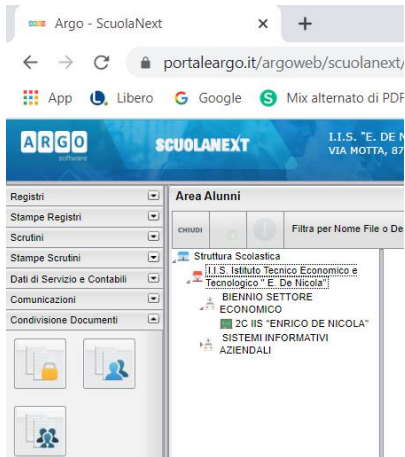 Argo - ScuolaNext
portaleargo.it/argoweb/scuolanext/
App Libero Google Mix alternato di PDF
ARGO
software
SCUOLANEXT
I.I.S. "E. DE N
VIA MOTTA, 87
Registri
Stampe Registri
Scrutini
Stampe Scrutini
Dati di Servizio e Contabili
Comunicazioni
Condivisione Documenti
Area Alunni
CHIUDI
Filtra per Nome File o De
Struttura Scolastica
I.I.S. Istituto Tecnico Economico e
Tecnologico " E. De Nicola"
BIENNIO SETTORE
ECONOMICO
2C IIS "ENRICO DE NICOLA"
SISTEMI INFORMATIVI
AZIENDALI